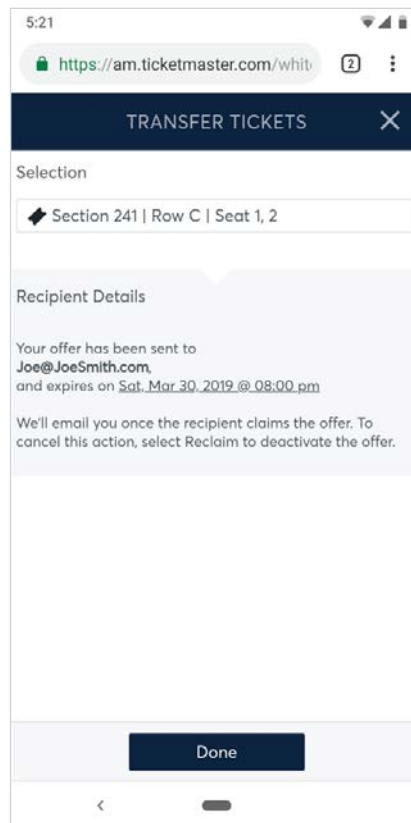 5:21
https://am.ticketmaster.com/whit
2
TRANSFER TICKETS
Selection
Section 241 | Row C | Seat 1, 2
Recipient Details
Your offer has been sent to
Joe@JoeSmith.com,
and expires on Sat, Mar 30, 2019 @ 08:00 pm
We'll email you once the recipient claims the offer. To
cancel this action, select Reclaim to deactivate the offer.
Done